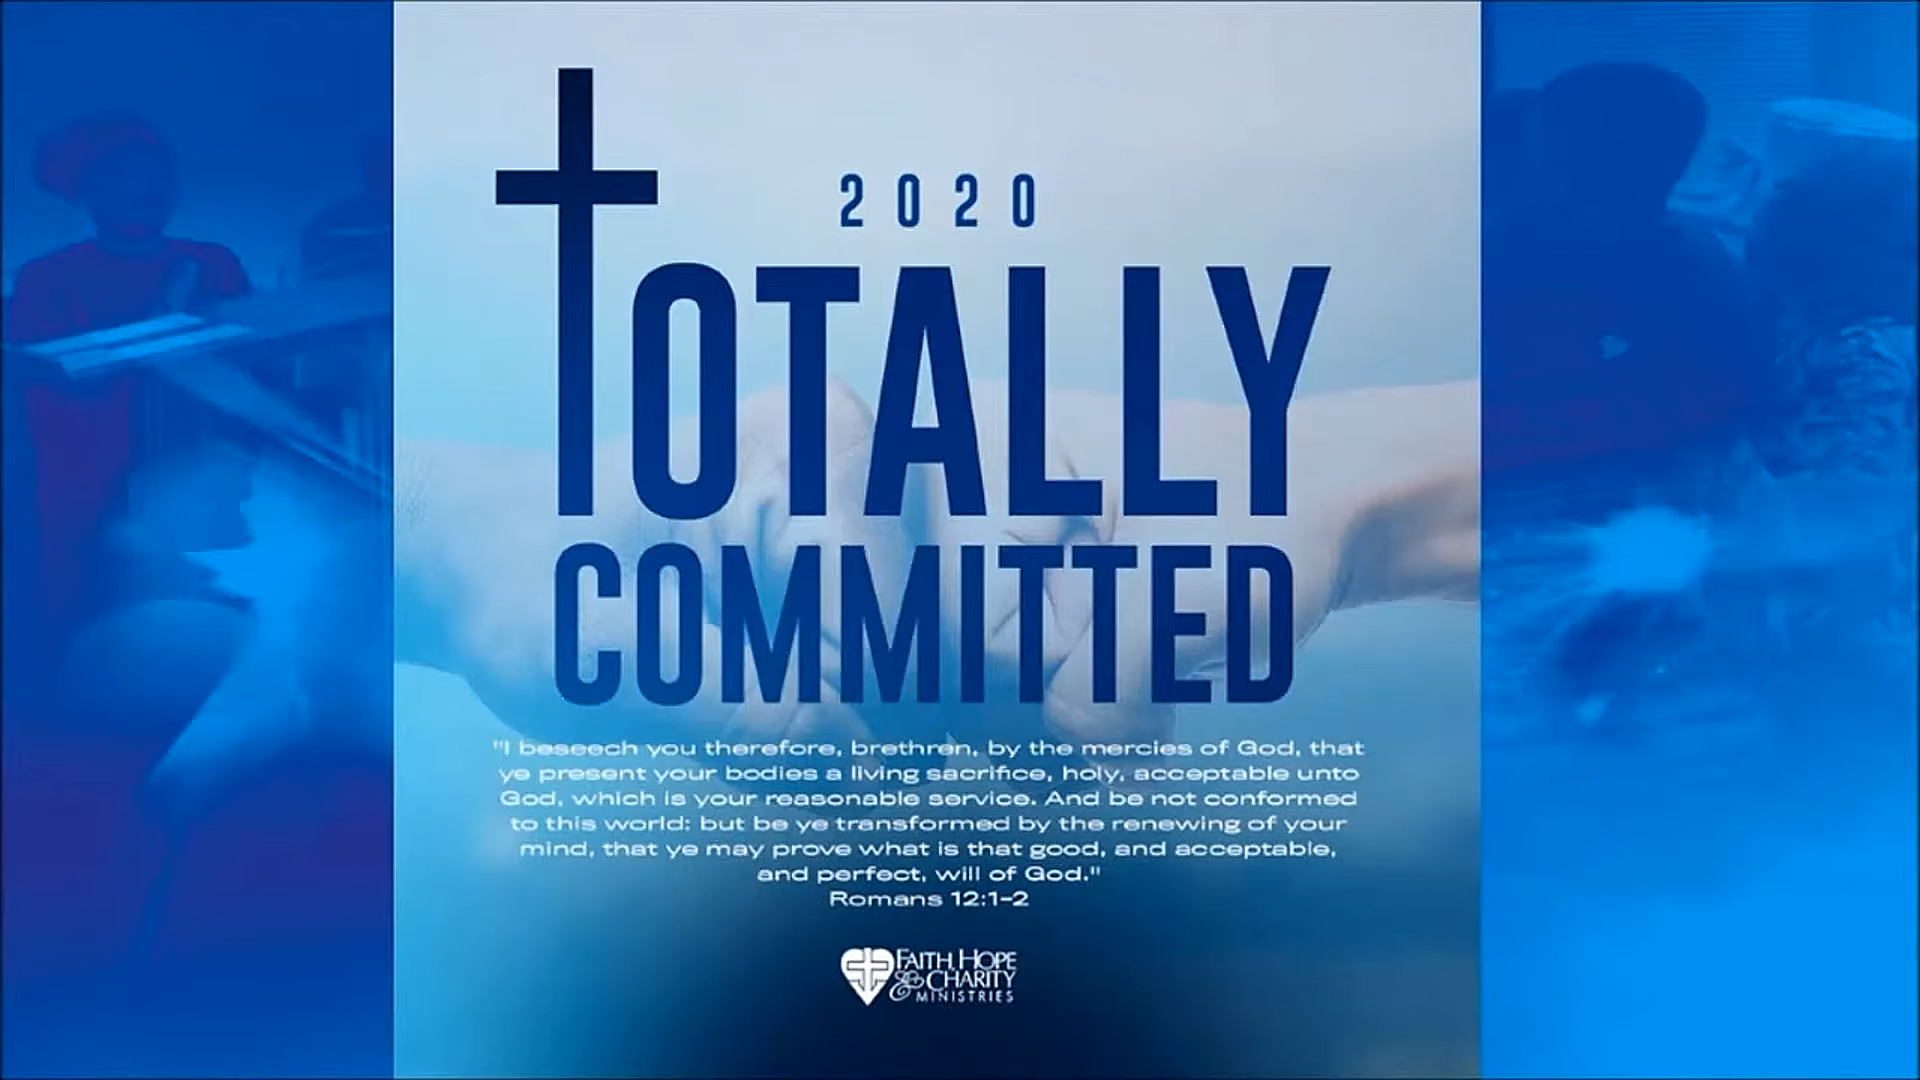 2020
tOTALLY
COMMITTED
"I beseech you therefore, brethren, by the mercies of God, that
ye present your bodies a living sacrifice, holy, acceptable unto
God, which is your reasonable service. And be not conformed
to this world: but be ye transformed by the renewing of your
mind, that ye may prove what is that good, and acceptable,
and perfect, will of God."
Romans 12:1-2
FAITH, HOPE
& CHARITY
MINISTRIES